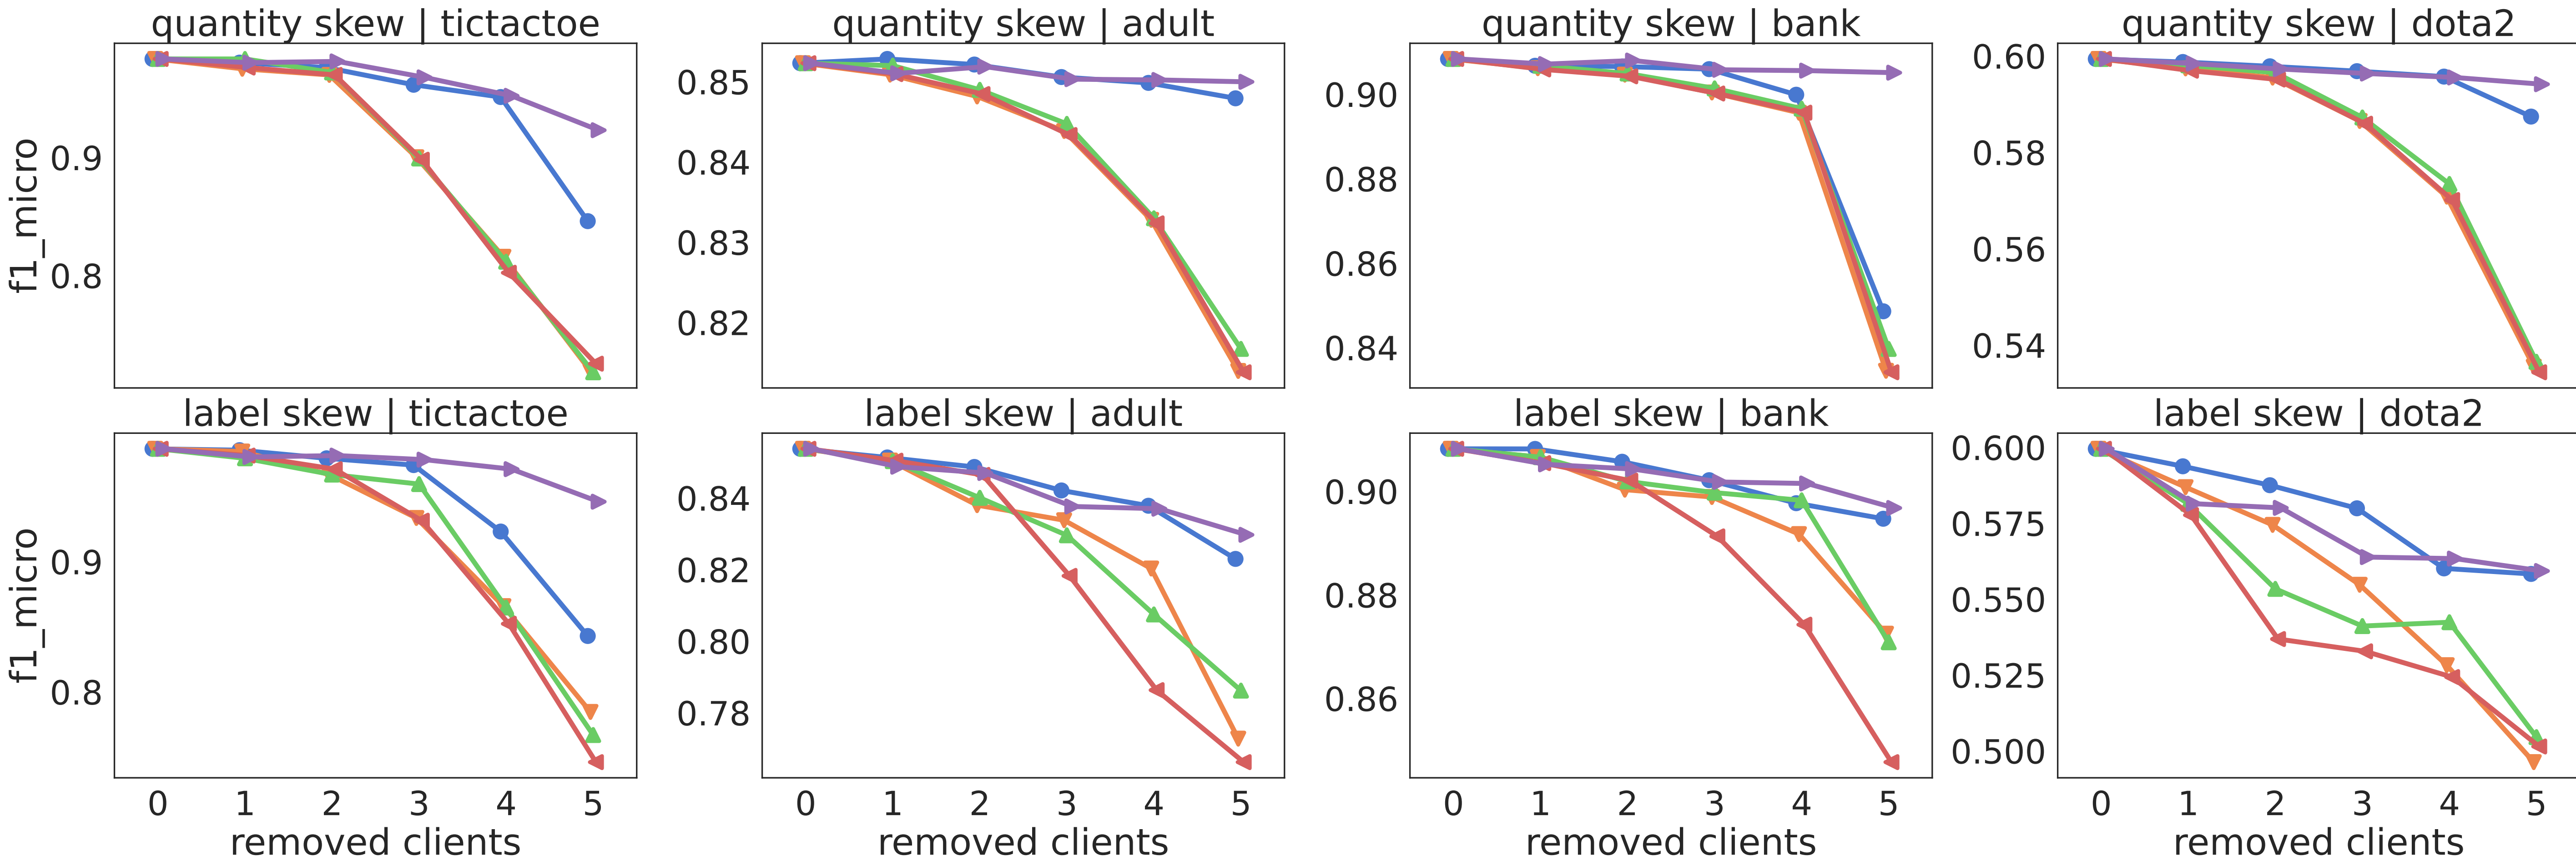 quantity skew | tictactoe
quantity skew | adult
quantity skew | bank
quantity skew | dota2
f1_micro
0.9
0.8
0.85
0.84
0.83
0.82
0.90
0.88
0.86
0.84
0.60
0.58
0.56
0.54
label skew | tictactoe
label skew | adult
label skew | bank
label skew | dota2
f1_micro
0.9
0.8
0.84
0.82
0.80
0.78
0.90
0.88
0.86
0.600
0.575
0.550
0.525
0.500
0 1 2 3 4 5
0 1 2 3 4 5
0 1 2 3 4 5
0 1 2 3 4 5
removed clients
removed clients
removed clients
removed clients